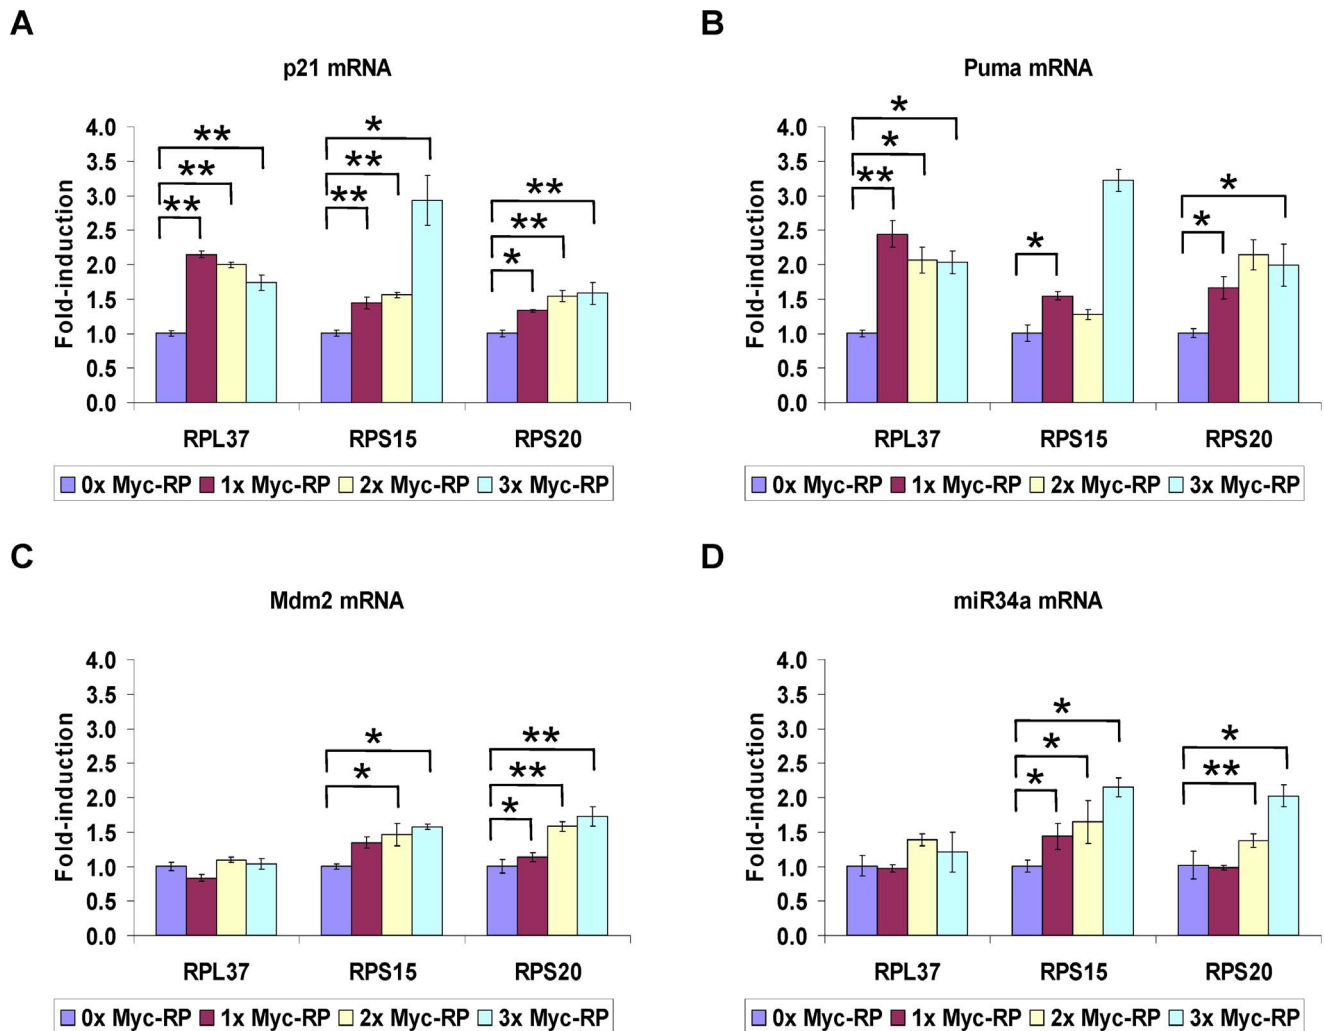 A
p21 mRNA
** ** ** * ** ** ** ** *
Fold-induction
4.0
3.5
3.0
2.5
2.0
1.5
1.0
0.5
0.0
RPL37 RPS15 RPS20
0x Myc-RP 1x Myc-RP 2x Myc-RP 3x Myc-RP
B
Puma mRNA
* * ** * * *
Fold-induction
4.0
3.5
3.0
2.5
2.0
1.5
1.0
0.5
0.0
RPL37 RPS15 RPS20
0x Myc-RP 1x Myc-RP 2x Myc-RP 3x Myc-RP
C
Mdm2 mRNA
* * ** ** *
Fold-induction
4.0
3.5
3.0
2.5
2.0
1.5
1.0
0.5
0.0
RPL37 RPS15 RPS20
0x Myc-RP 1x Myc-RP 2x Myc-RP 3x Myc-RP
D
miR34a mRNA
* * * * **
Fold-induction
4.0
3.5
3.0
2.5
2.0
1.5
1.0
0.5
0.0
RPL37 RPS15 RPS20
0x Myc-RP 1x Myc-RP 2x Myc-RP 3x Myc-RP